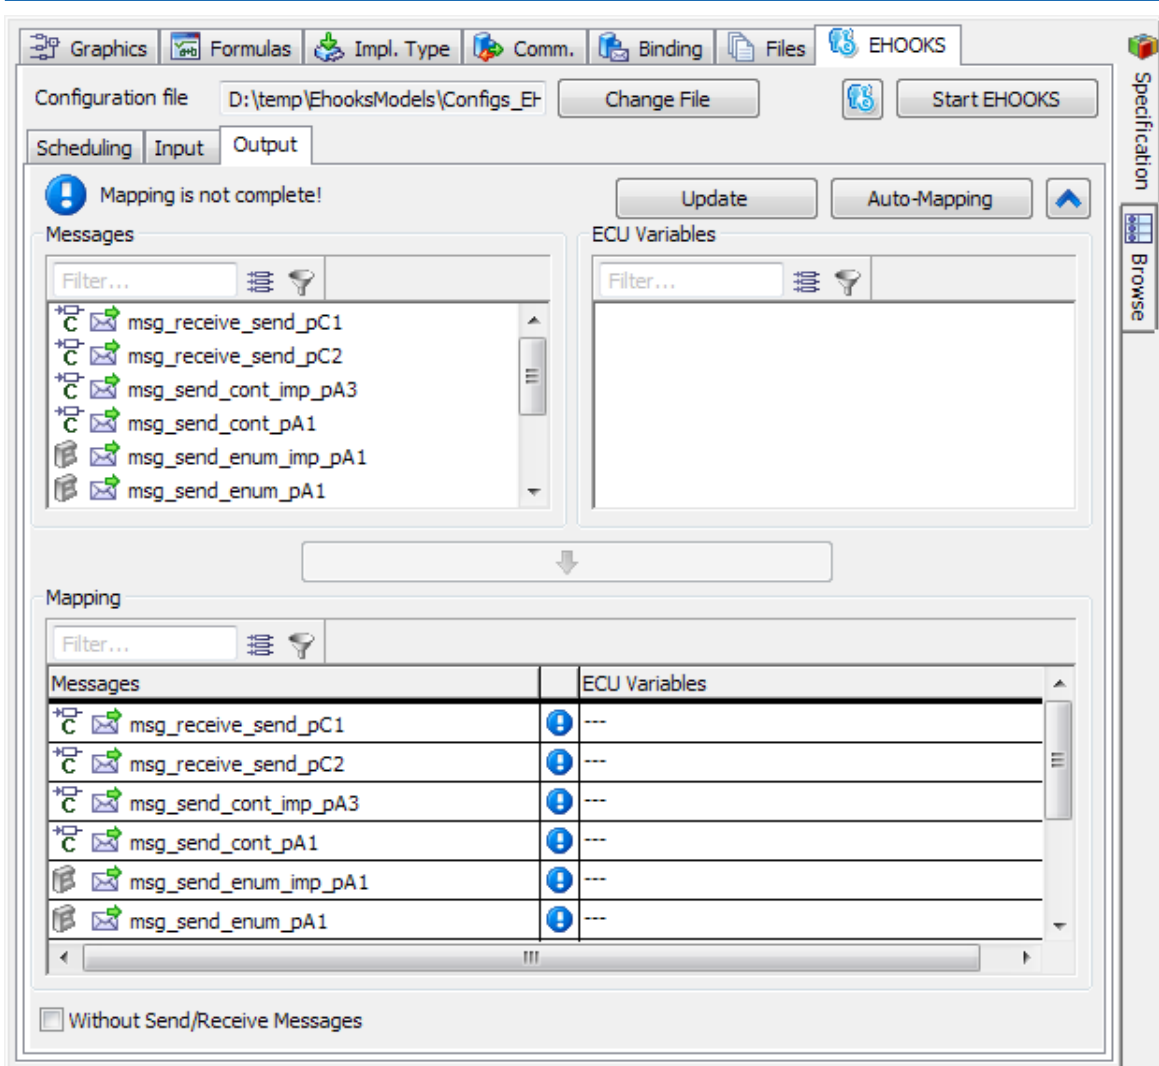 Graphics Formulas Impl. Type Comm. Binding Files EHOOKS
Configuration file D:\temp\EhooksModels\Configs_EH Change File Start EHOOKS
Scheduling Input Output
Mapping is not complete! Update Auto-Mapping
Messages ECU Variables
Filter... Filter...
msg_receive_send_pC1
msg_receive_send_pC2
msg_send_cont_imp_pA3
msg_send_cont_pA1
msg_send_enum_imp_pA1
msg_send_enum_pA1
Mapping
Filter...
Messages ECU Variables
msg_receive_send_pC1 ---
msg_receive_send_pC2 ---
msg_send_cont_imp_pA3 ---
msg_send_cont_pA1 ---
msg_send_enum_imp_pA1 ---
msg_send_enum_pA1 ---
Without Send/Receive Messages
Specification
Browse